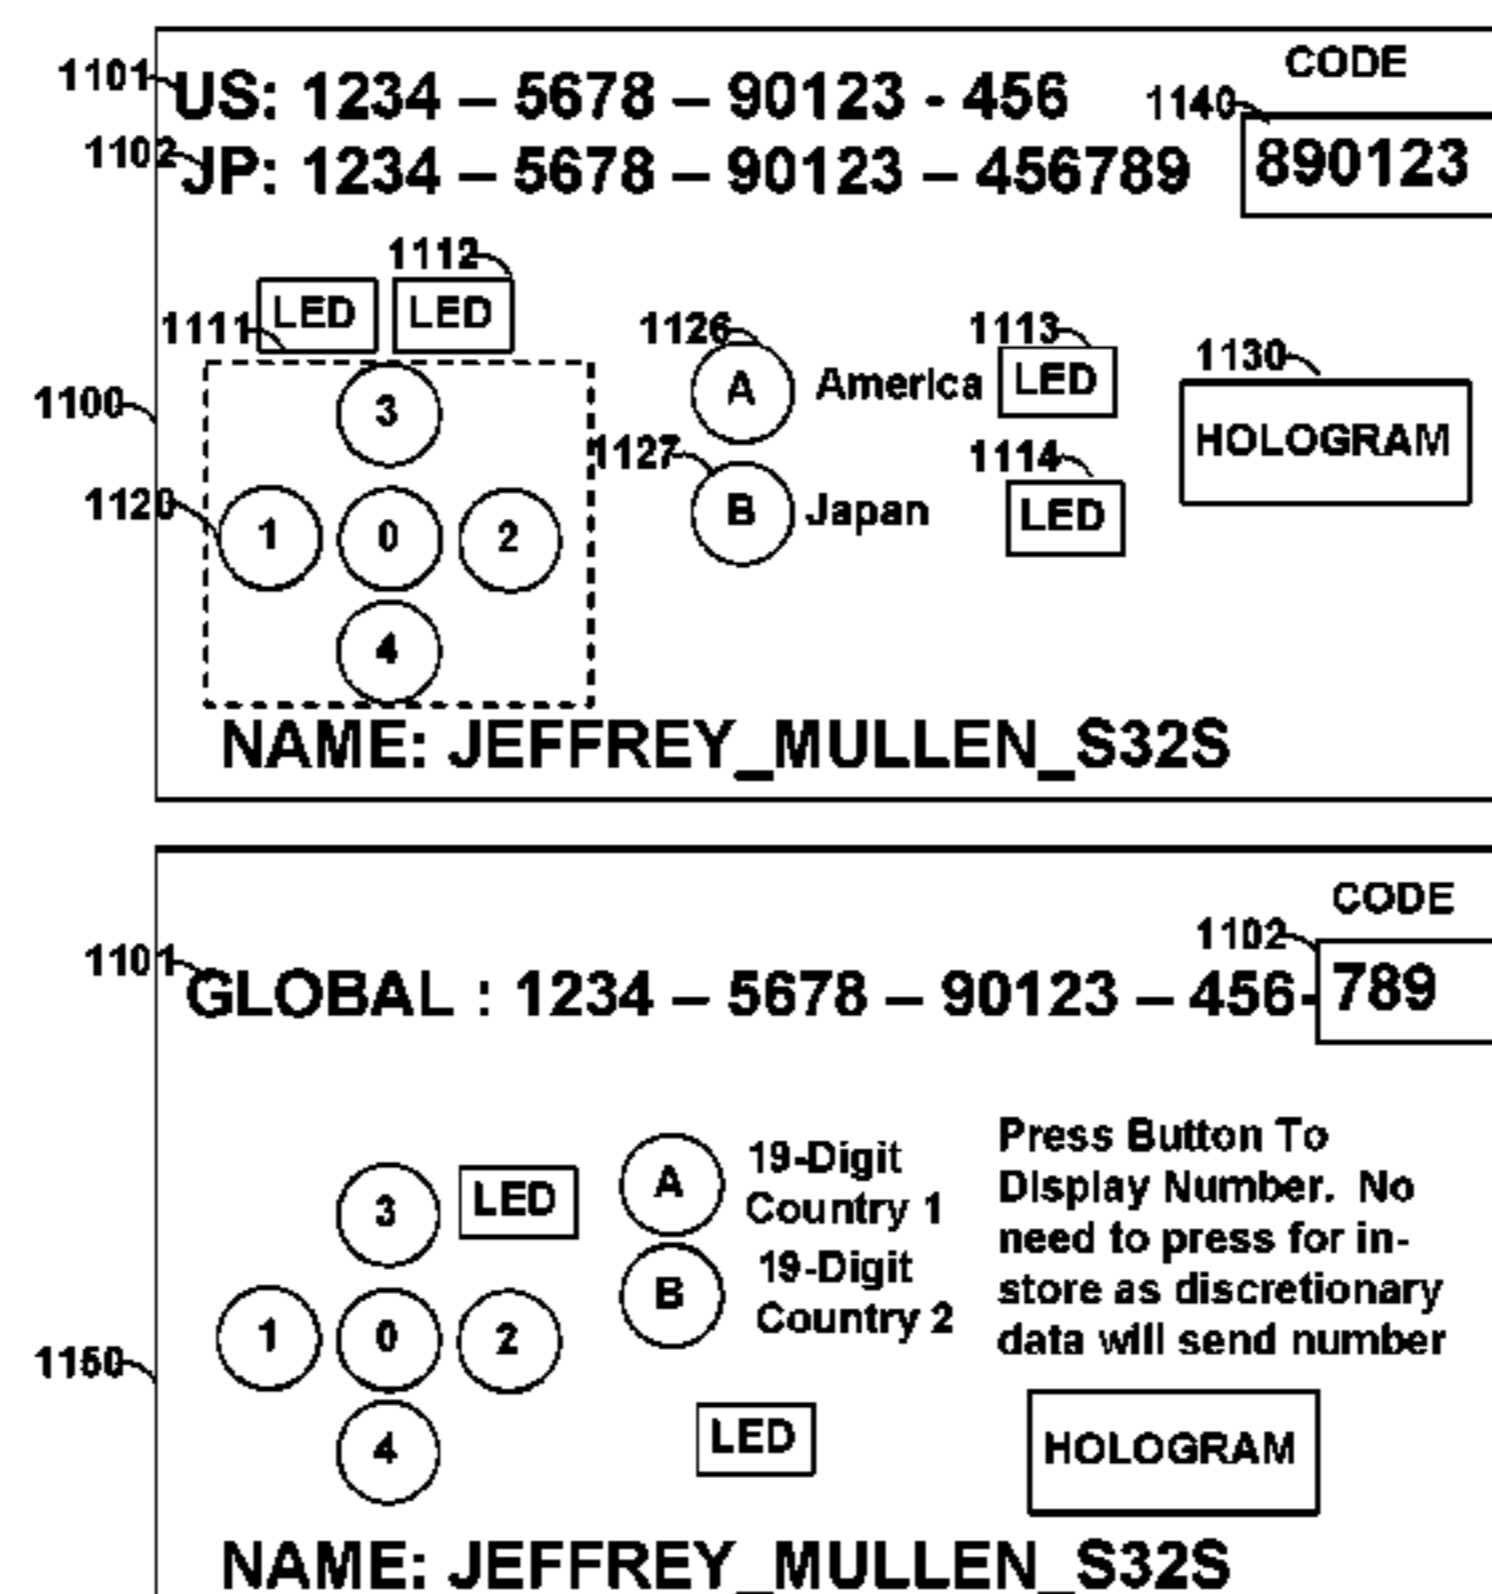 CODE
1101 US: 1234 – 5678 – 90123 - 456
1140
1102 JP: 1234 – 5678 – 90123 – 456789
890123
1112
LED LED
1111
1126
1113
1130
1100
3
A America
LED
HOLOGRAM
1127
1114
1120
1 0 2
B Japan
LED
4
NAME: JEFFREY_MULLEN_S32S
CODE
1102
1101
GLOBAL : 1234 – 5678 – 90123 – 456- 789
3
LED
A 19-Digit
Country 1
B 19-Digit
Country 2
Press Button To
Display Number. No
need to press for in-
store as discretionary
data will send number
1 0 2
1150
4
LED
HOLOGRAM
NAME: JEFFREY_MULLEN_S32S